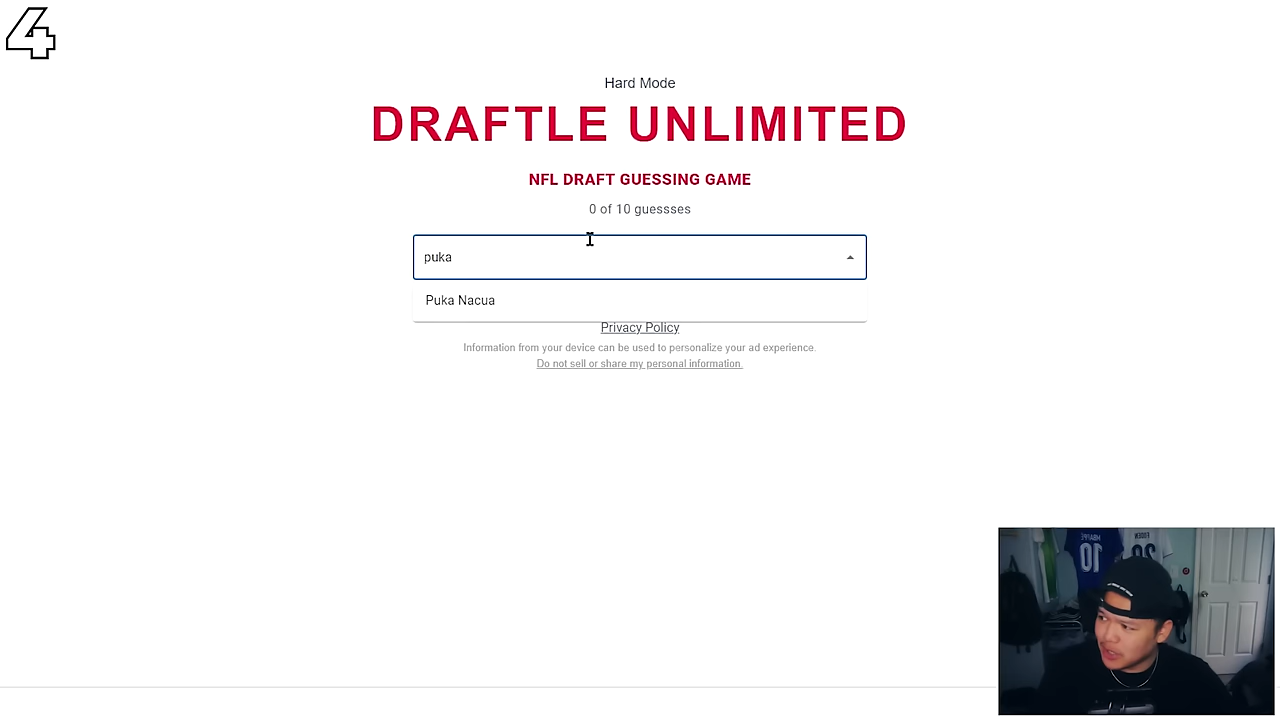 4
Hard Mode
DRAFTLE UNLIMITED
NFL DRAFT GUESSING GAME
0 of 10 guessses
puka
Puka Nacua
Privacy Policy
Information from your device can be used to personalize your ad experience.
Do not sell or share my personal information.
10